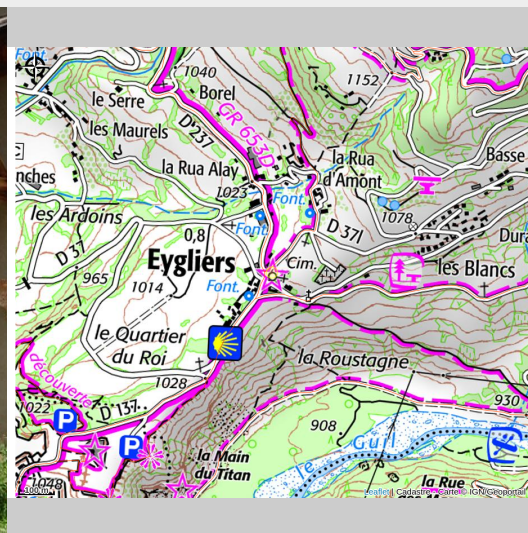 Font.
1040
1152
le Serre
Borel
GR 653D
D 237
les Maurels
la Rua Alay
la Rua
d'Amont
Basse
nches
1023
Font.
les Ardoins
Font.
1078
0,8
D 371
D 37
Eygliers
Cim.
les Blancs
965
1014
Font.
le Quartier
du Roi
la Roustagne
découverte
1028
930
1022
P
D 137
908
P
le Guil
la Main
du Titan
la Rue
1048
100 m
Leaflet | Cadastre - Carte © IGN/Geoportail